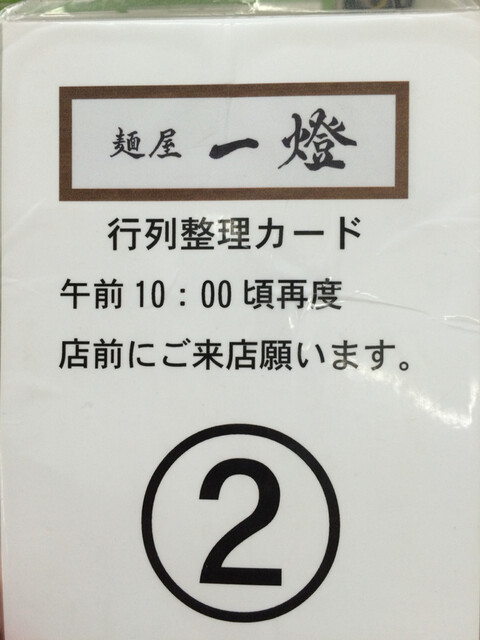 麺屋 一燈
行列整理カード
午前10:00頃再度
店前にご来店願います。
②